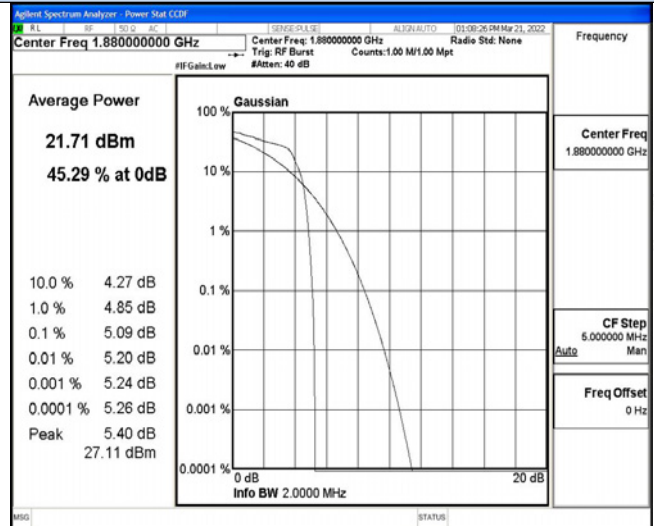 Agilent Spectrum Analyzer - Power Stat CCDF
RL RF 50 Ω AC SENSE:PULSE ALIGN AUTO 01:08:26 PM Mar 21, 2022
Center Freq 1.880000000 GHz
Center Freq: 1.880000000 GHz Radio Std: None
Trig: RF Burst Counts:1.00 M/1.00 Mpt
#IFGain:Low #Atten: 40 dB
Frequency
Average Power
21.71 dBm
45.29 % at 0dB
10.0 % 4.27 dB
1.0 % 4.85 dB
0.1 % 5.09 dB
0.01 % 5.20 dB
0.001 % 5.24 dB
0.0001 % 5.26 dB
Peak 5.40 dB
27.11 dBm
Gaussian
100 %
10 %
1 %
0.1 %
0.01 %
0.001 %
0.0001 %
0 dB 20 dB
Info BW 2.0000 MHz
Center Freq
1.880000000 GHz
CF Step
5.000000 MHz
Auto Man
Freq Offset
0 Hz
MSG STATUS